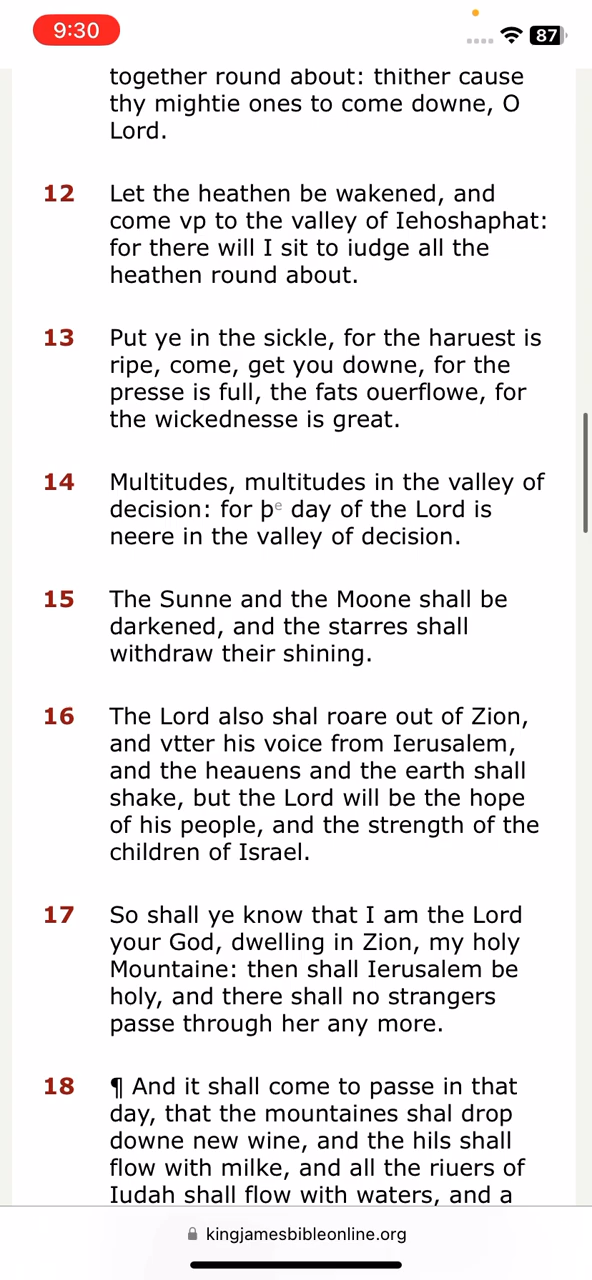 9:30
87
together round about: thither cause
thy mightie ones to come downe, O
Lord.
12 Let the heathen be wakened, and
come vp to the valley of Iehoshaphat:
for there will I sit to iudge all the
heathen round about.
13 Put ye in the sickle, for the haruest is
ripe, come, get you downe, for the
presse is full, the fats ouerflowe, for
the wickednesse is great.
14 Multitudes, multitudes in the valley of
decision: for þᵉ day of the Lord is
neere in the valley of decision.
15 The Sunne and the Moone shall be
darkened, and the starres shall
withdraw their shining.
16 The Lord also shal roare out of Zion,
and vtter his voice from Ierusalem,
and the heauens and the earth shall
shake, but the Lord will be the hope
of his people, and the strength of the
children of Israel.
17 So shall ye know that I am the Lord
your God, dwelling in Zion, my holy
Mountaine: then shall Ierusalem be
holy, and there shall no strangers
passe through her any more.
18 ¶ And it shall come to passe in that
day, that the mountaines shal drop
downe new wine, and the hils shall
flow with milke, and all the riuers of
Iudah shall flow with waters, and a
kingjamesbibleonline.org